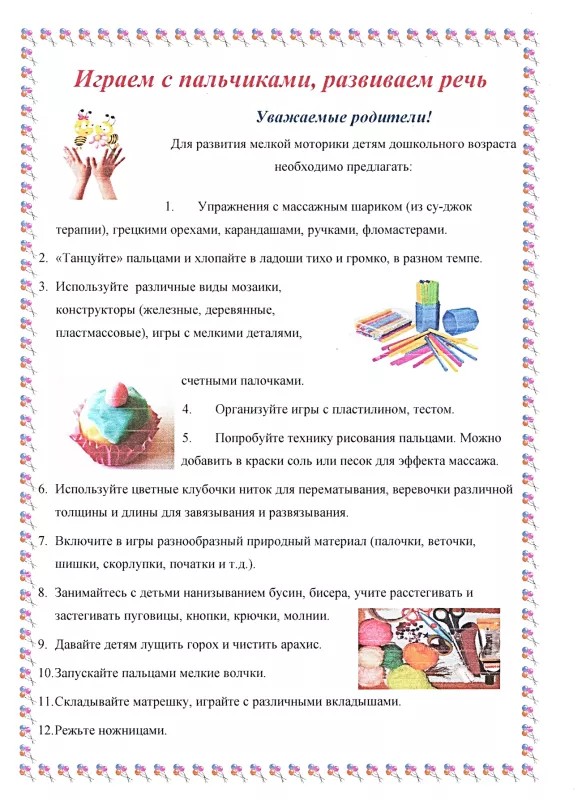 Играем с пальчиками, развиваем речь
Уважаемые родители!
Для развития мелкой моторики детям дошкольного возраста
необходимо предлагать:
1. Упражнения с массажным шариком (из су-джок
терапии), грецкими орехами, карандашами, ручками, фломастерами.
2. «Танцуйте» пальцами и хлопайте в ладоши тихо и громко, в разном темпе.
3. Используйте различные виды мозаики,
конструкторы (железные, деревянные,
пластмассовые), игры с мелкими деталями,
счетными палочками.
4. Организуйте игры с пластилином, тестом.
5. Попробуйте технику рисования пальцами. Можно
добавить в краски соль или песок для эффекта массажа.
6. Используйте цветные клубочки ниток для перематывания, веревочки различной
толщины и длины для завязывания и развязывания.
7. Включите в игры разнообразный природный материал (палочки, веточки,
шишки, скорлупки, початки и т.д.).
8. Занимайтесь с детьми нанизыванием бусин, бисера, учите расстегивать и
застегивать пуговицы, кнопки, крючки, молнии.
9. Давайте детям лущить горох и чистить арахис.
10.Запускайте пальцами мелкие волчки.
11.Складывайте матрешку, играйте с различными вкладышами.
12.Режьте ножницами.